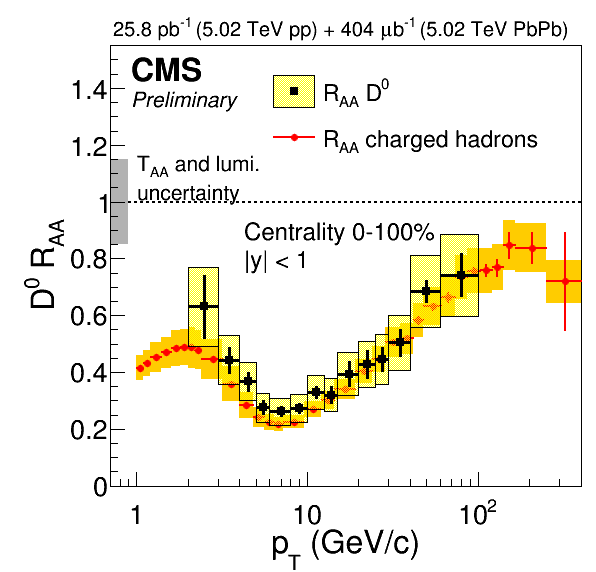 25.8 pb⁻¹ (5.02 TeV pp) + 404 μb⁻¹ (5.02 TeV PbPb)
CMS
Preliminary
R_AA D⁰
R_AA charged hadrons
T_AA and lumi.
uncertainty
Centrality 0-100%
|y| < 1
D⁰ R_AA
1.4
1.2
1
0.8
0.6
0.4
0.2
0
1
10
10²
p_T (GeV/c)